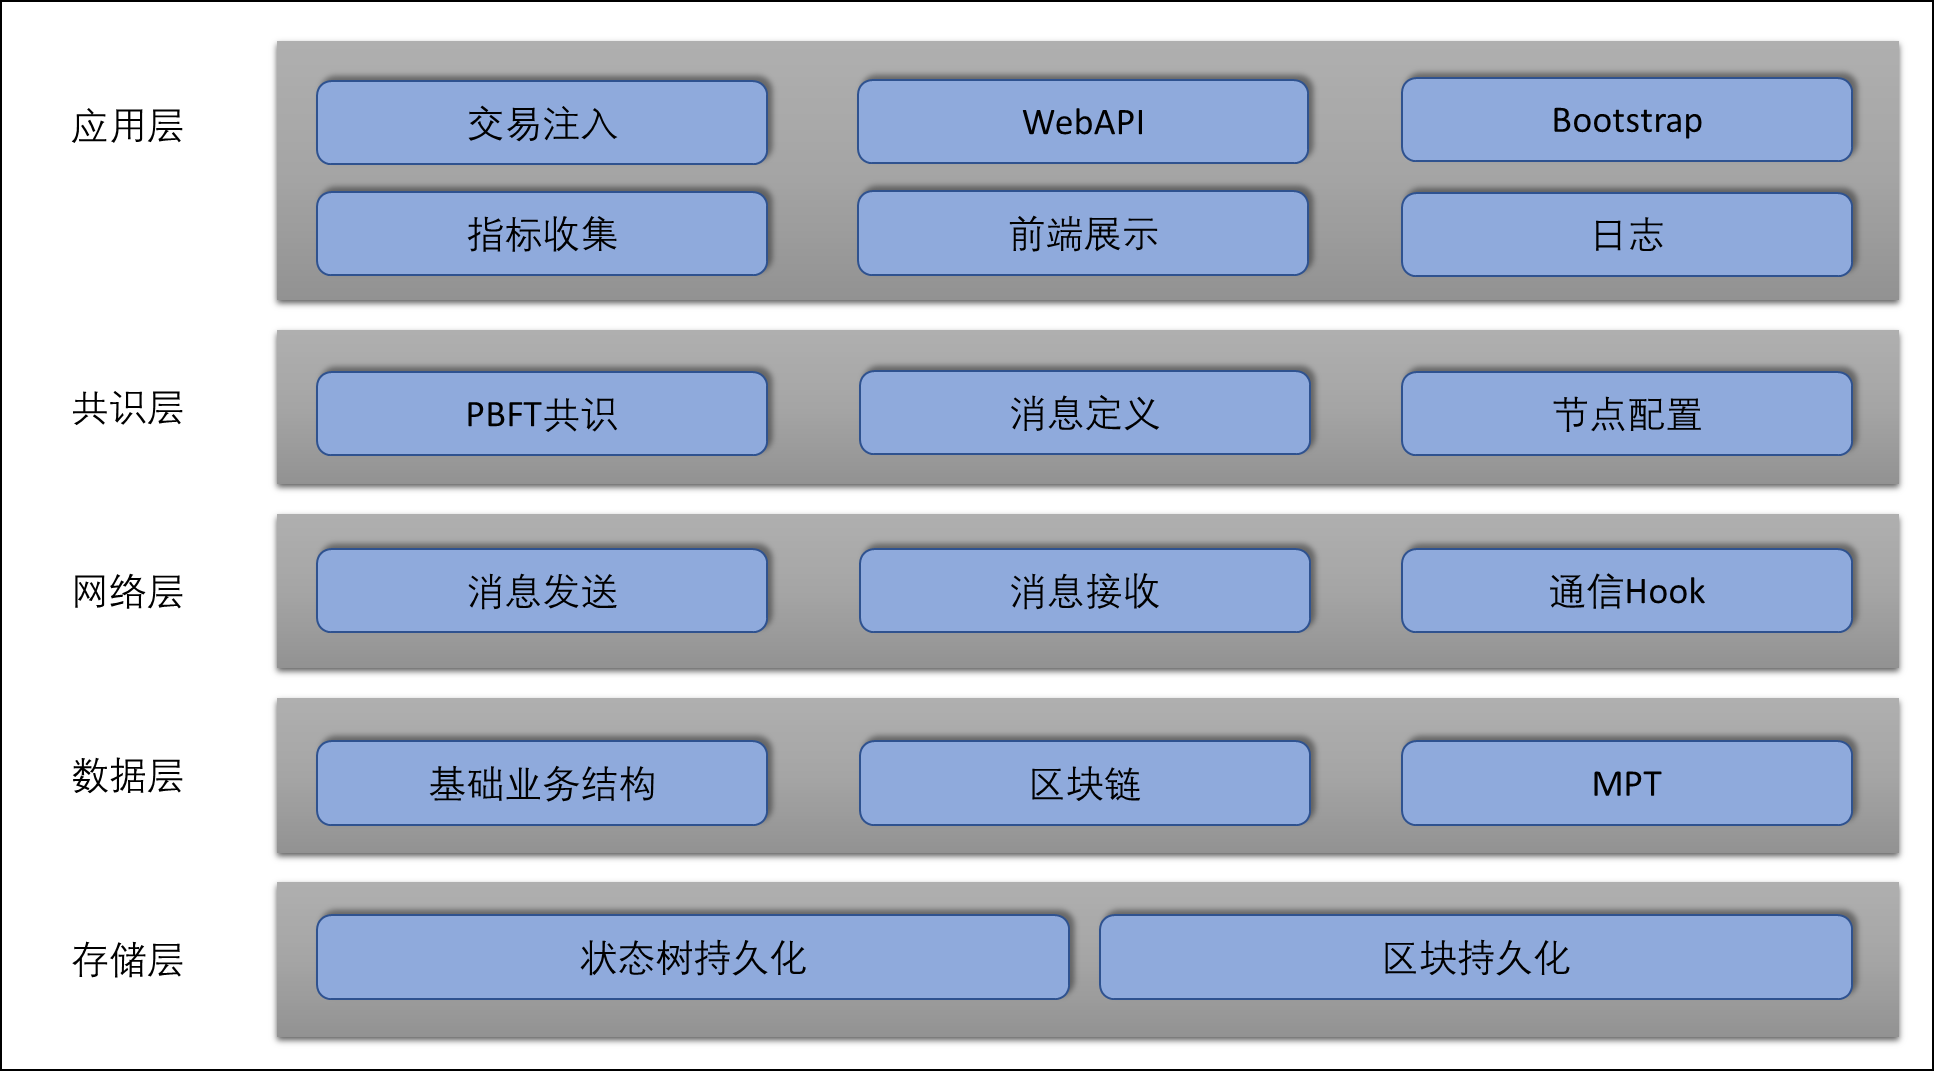 应用层
交易注入
WebAPI
Bootstrap
指标收集
前端展示
日志
共识层
PBFT共识
消息定义
节点配置
网络层
消息发送
消息接收
通信Hook
数据层
基础业务结构
区块链
MPT
存储层
状态树持久化
区块持久化